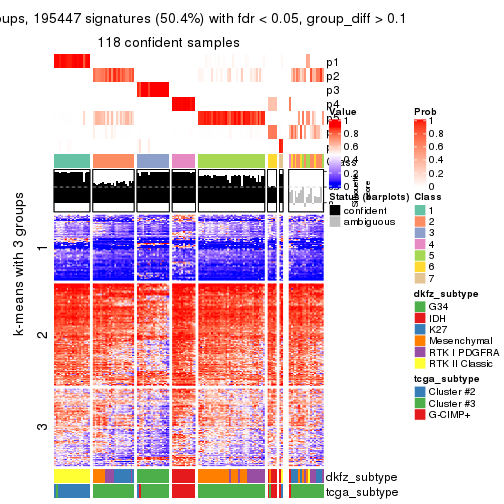 oups, 195447 signatures (50.4%) with fdr < 0.05, group_diff > 0.1
118 confident samples
p1
p2
p3
p4
Value
1
0.8
0.6
0.4
0.2
0
Prob
1
0.8
0.6
0.4
0.2
0
Status (barplots)
confident
ambiguous
Class
1
2
3
4
5
6
7
dkfz_subtype
G34
IDH
K27
Mesenchymal
RTK I PDGFRA
RTK II Classic
tcga_subtype
Cluster #2
Cluster #3
G-CIMP+
k-means with 3 groups
1
2
3
dkfz_subtype
tcga_subtype